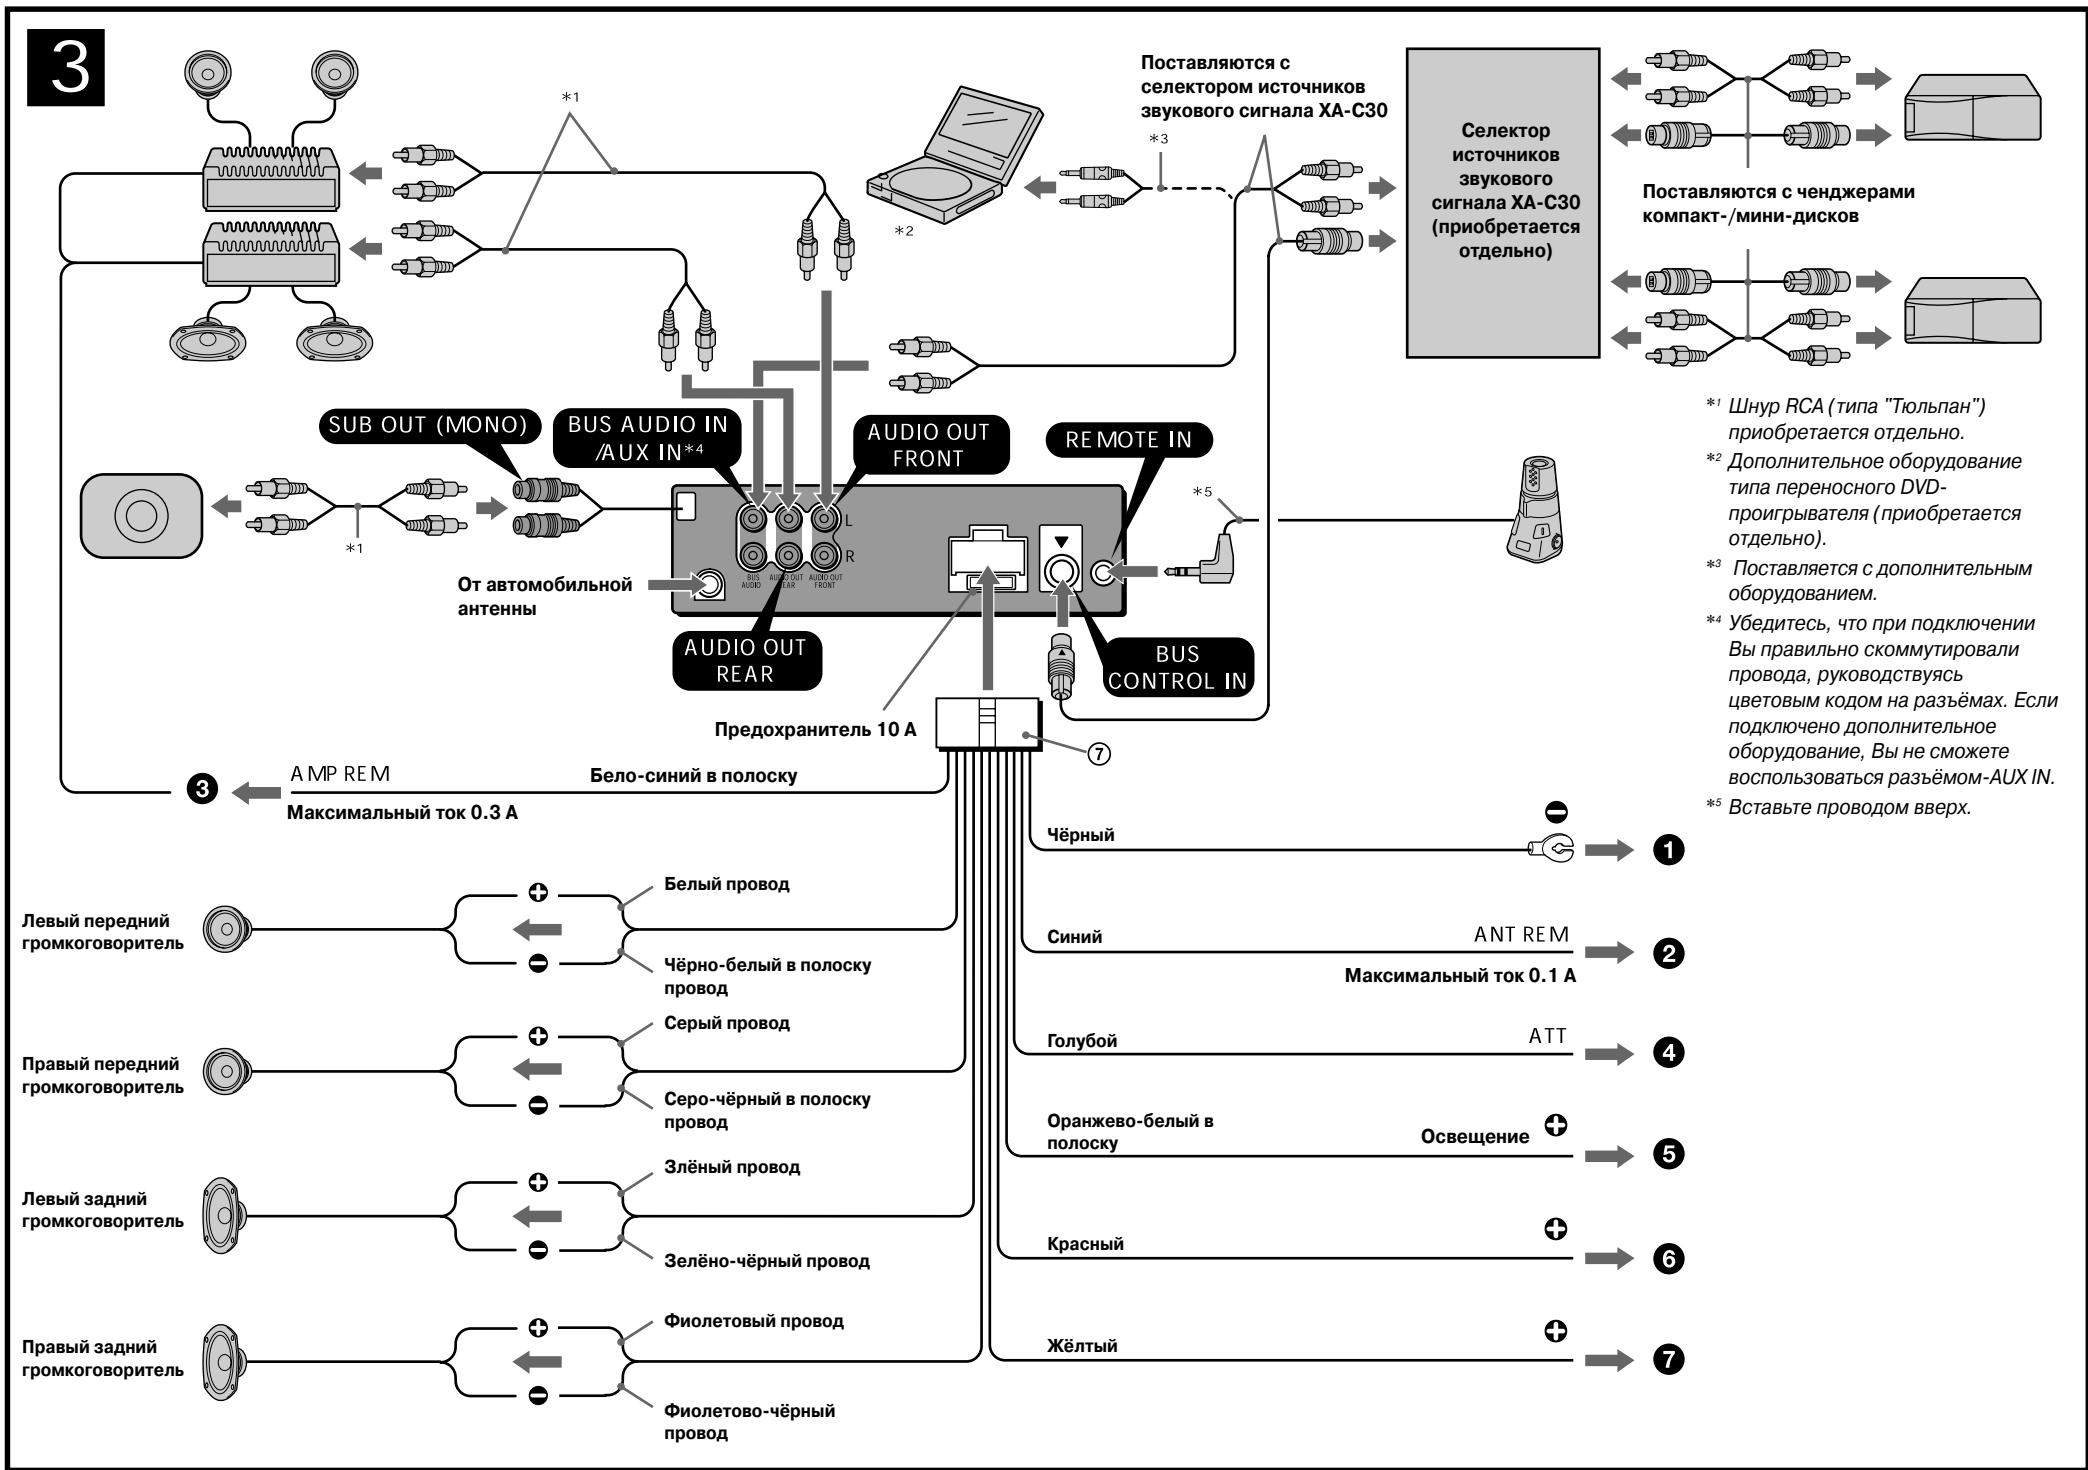 3
*1
*2
*3
Поставляются с
селектором источников
звукового сигнала XA-C30
Селектор
источников
звукового
сигнала XA-C30
(приобретается
отдельно)
Поставляются с ченджерами
компакт-/мини-дисков
SUB OUT (MONO)
BUS AUDIO IN
/AUX IN*4
AUDIO OUT
FRONT
REMOTE IN
*5
*1
L
R
BUS
AUDIO
AUDIO OUT
REAR
AUDIO OUT
FRONT
От автомобильной
антенны
AUDIO OUT
REAR
BUS
CONTROL IN
Предохранитель 10 А
7
*1 Шнур RCA (типа "Тюльпан")
приобретается отдельно.
*2 Дополнительное оборудование
типа переносного DVD-
проигрывателя (приобретается
отдельно).
*3 Поставляется с дополнительным
оборудованием.
*4 Убедитесь, что при подключении
Вы правильно скоммутировали
провода, руководствуясь
цветовым кодом на разъёмах. Если
подключено дополнительное
оборудование, Вы не сможете
воспользоваться разъёмом-AUX IN.
*5 Вставьте проводом вверх.
3
AMP REM
Бело-синий в полоску
Максимальный ток 0.3 А
Левый передний
громкоговоритель
+
−
Белый провод
Чёрно-белый в полоску
провод
Правый передний
громкоговоритель
+
−
Серый провод
Серо-чёрный в полоску
провод
Левый задний
громкоговоритель
+
−
Злёный провод
Зелёно-чёрный провод
Правый задний
громкоговоритель
+
−
Фиолетовый провод
Фиолетово-чёрный
провод
Чёрный
−
1
Синий
ANT REM
Максимальный ток 0.1 А
2
Голубой
ATT
4
Оранжево-белый в
полоску
Освещение
+
5
Красный
+
6
Жёлтый
+
7